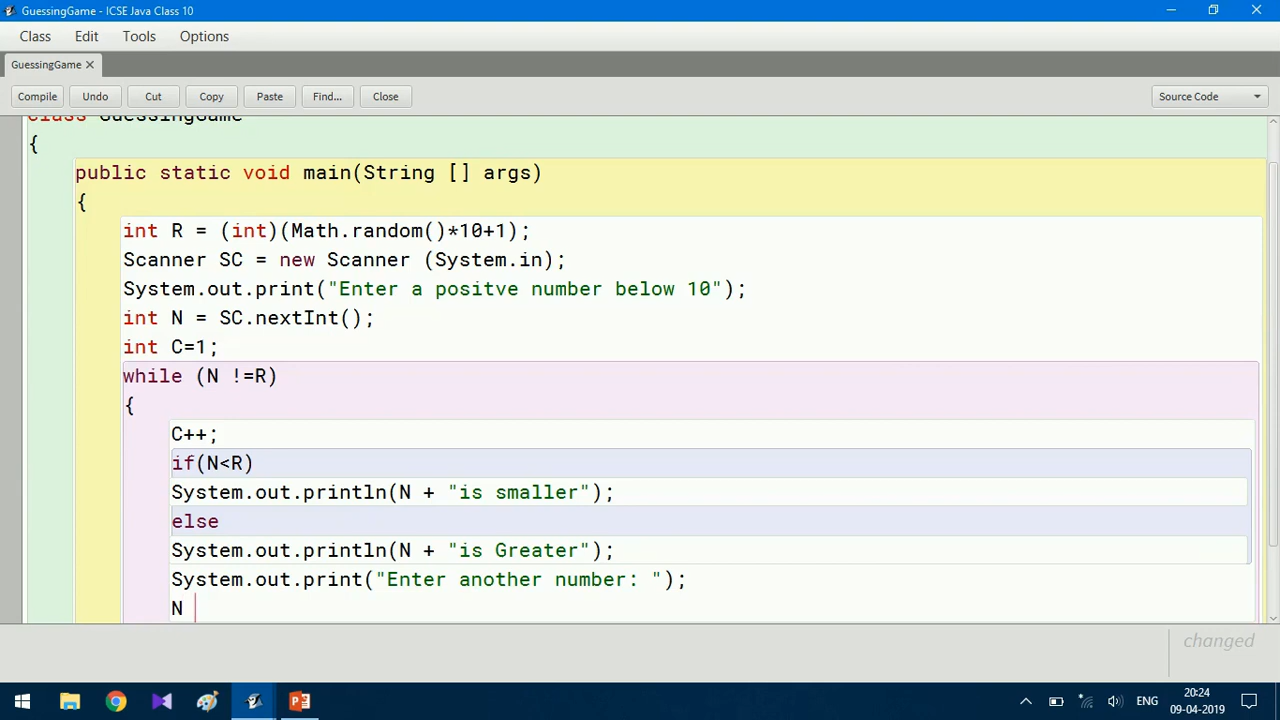 GuessingGame - ICSE Java Class 10
Class Edit Tools Options
GuessingGame ×
Compile Undo Cut Copy Paste Find... Close Source Code
class GuessingGame
{
public static void main(String [] args)
{
int R = (int)(Math.random()*10+1);
Scanner SC = new Scanner (System.in);
System.out.print("Enter a positve number below 10");
int N = SC.nextInt();
int C=1;
while (N !=R)
{
C++;
if(N<R)
System.out.println(N + "is smaller");
else
System.out.println(N + "is Greater");
System.out.print("Enter another number: ");
N
changed
ENG
20:24
09-04-2019